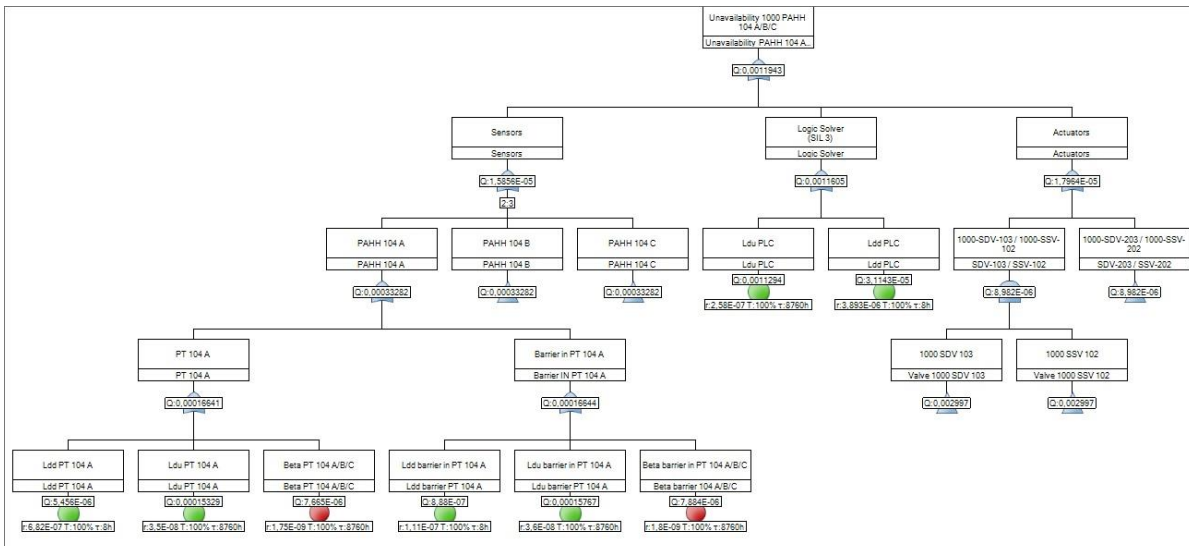 Unavailability 1000 PAHH
104 A/B/C
Unavailability PAHH 104 A..
Q:0,0011943
Sensors
Sensors
Q:1,5856E-05
2:3
Logic Solver
(SIL 3)
Logic Solver
Q:0,0011605
Actuators
Actuators
Q:1,7964E-05
PAHH 104 A
PAHH 104 A
Q:0,00033282
PAHH 104 B
PAHH 104 B
Q:0,00033282
PAHH 104 C
PAHH 104 C
Q:0,00033282
Ldu PLC
Ldu PLC
Q:0,0011294
r:2,58E-07 T:100% τ:8760h
Ldd PLC
Ldd PLC
Q:3,1143E-05
r:3,893E-06 T:100% τ:8h
1000-SDV-103 / 1000-SSV-
102
SDV-103 / SSV-102
Q:8,982E-06
1000-SDV-203 / 1000-SSV-
202
SDV-203 / SSV-202
Q:8,982E-06
PT 104 A
PT 104 A
Q:0,00016641
Barrier in PT 104 A
Barrier IN PT 104 A
Q:0,00016644
1000 SDV 103
Valve 1000 SDV 103
Q:0,002997
1000 SSV 102
Valve 1000 SSV 102
Q:0,002997
Ldd PT 104 A
Ldd PT 104 A
Q:5,456E-06
r:6,82E-07 T:100% τ:8h
Ldu PT 104 A
Ldu PT 104 A
Q:0,00015329
r:3,5E-08 T:100% τ:8760h
Beta PT 104 A/B/C
Beta PT 104 A/B/C
Q:7,665E-06
r:1,75E-09 T:100% τ:8760h
Ldd barrier in PT 104 A
Ldd barrier PT 104 A
Q:8,88E-07
r:1,11E-07 T:100% τ:8h
Ldu barrier in PT 104 A
Ldu barrier PT 104 A
Q:0,00015767
r:3,6E-08 T:100% τ:8760h
Beta barrier in PT 104 A/B/C
Beta barrier 104 A/B/C
Q:7,884E-06
r:1,8E-09 T:100% τ:8760h